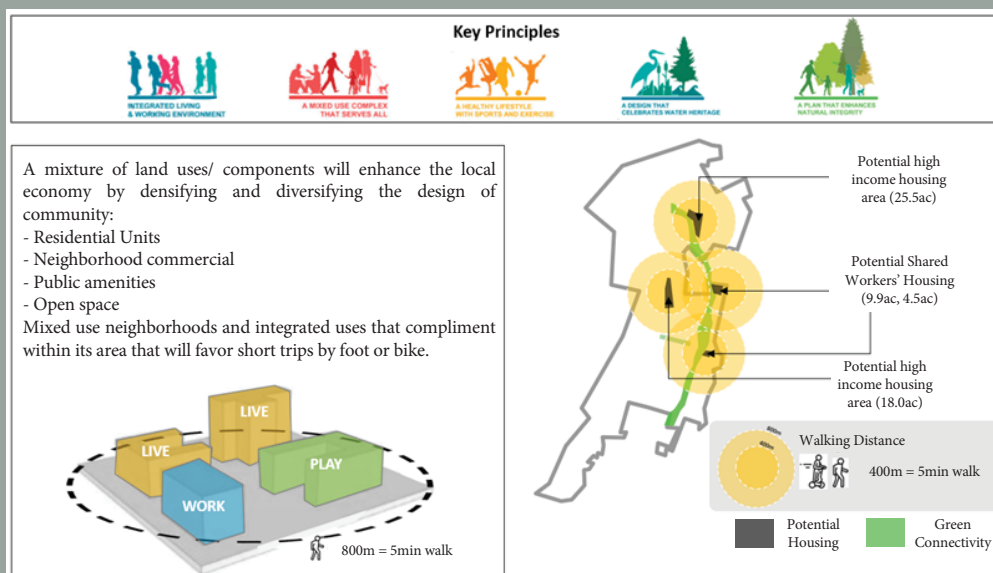 Key Principles
INTEGRATED LIVING
& WORKING ENVIRONMENT
A MIXED USE COMPLEX
THAT SERVES ALL
A HEALTHY LIFESTYLE
WITH SPORTS AND EXERCISE
A DESIGN THAT
CELEBRATES WATER HERITAGE
A PLAN THAT ENHANCES
NATURAL INTEGRITY
A mixture of land uses/ components will enhance the local
economy by densifying and diversifying the design of
community:
- Residential Units
- Neighborhood commercial
- Public amenities
- Open space
Mixed use neighborhoods and integrated uses that compliment
within its area that will favor short trips by foot or bike.
LIVE
LIVE
PLAY
WORK
800m = 5min walk
Potential high
income housing
area (25.5ac)
Potential Shared
Workers' Housing
(9.9ac, 4.5ac)
Potential high
income housing
area (18.0ac)
800m
400m
Walking Distance
400m = 5min walk
Potential
Housing
Green
Connectivity